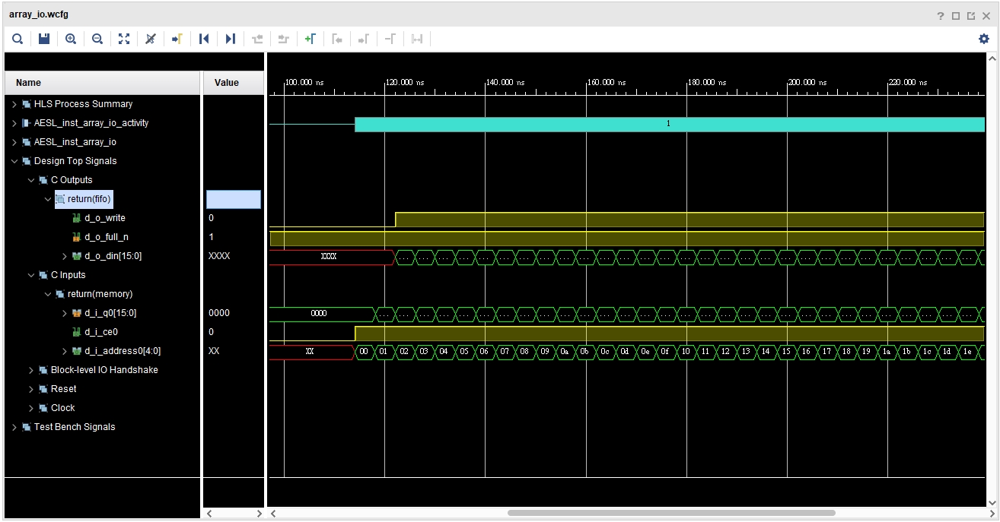 array_io.wcfg
Name Value
100.000 ns 120.000 ns 140.000 ns 160.000 ns 180.000 ns 200.000 ns 220.000 ns
HLS Process Summary
AESL_inst_array_io_activity 1
AESL_inst_array_io
Design Top Signals
C Outputs
return(fifo)
d_o_write 0
d_o_full_n 1
d_o_din[15:0] XXXX XXXX ... ... ... ... ... ... ... ... ... ... ... ... ... ... ... ... ... ... ... ... ... ... ... ... ... ... ... ... ...
C Inputs
return(memory)
d_i_q0[15:0] 0000 0000 ... ... ... ... ... ... ... ... ... ... ... ... ... ... ... ... ... ... ... ... ... ... ... ... ... ... ... ... ... ...
d_i_ce0 0
d_i_address0[4:0] XX XX 00 01 02 03 04 05 06 07 08 09 0a 0b 0c 0d 0e 0f 10 11 12 13 14 15 16 17 18 19 1a 1b 1c 1d 1e
Block-level IO Handshake
Reset
Clock
Test Bench Signals